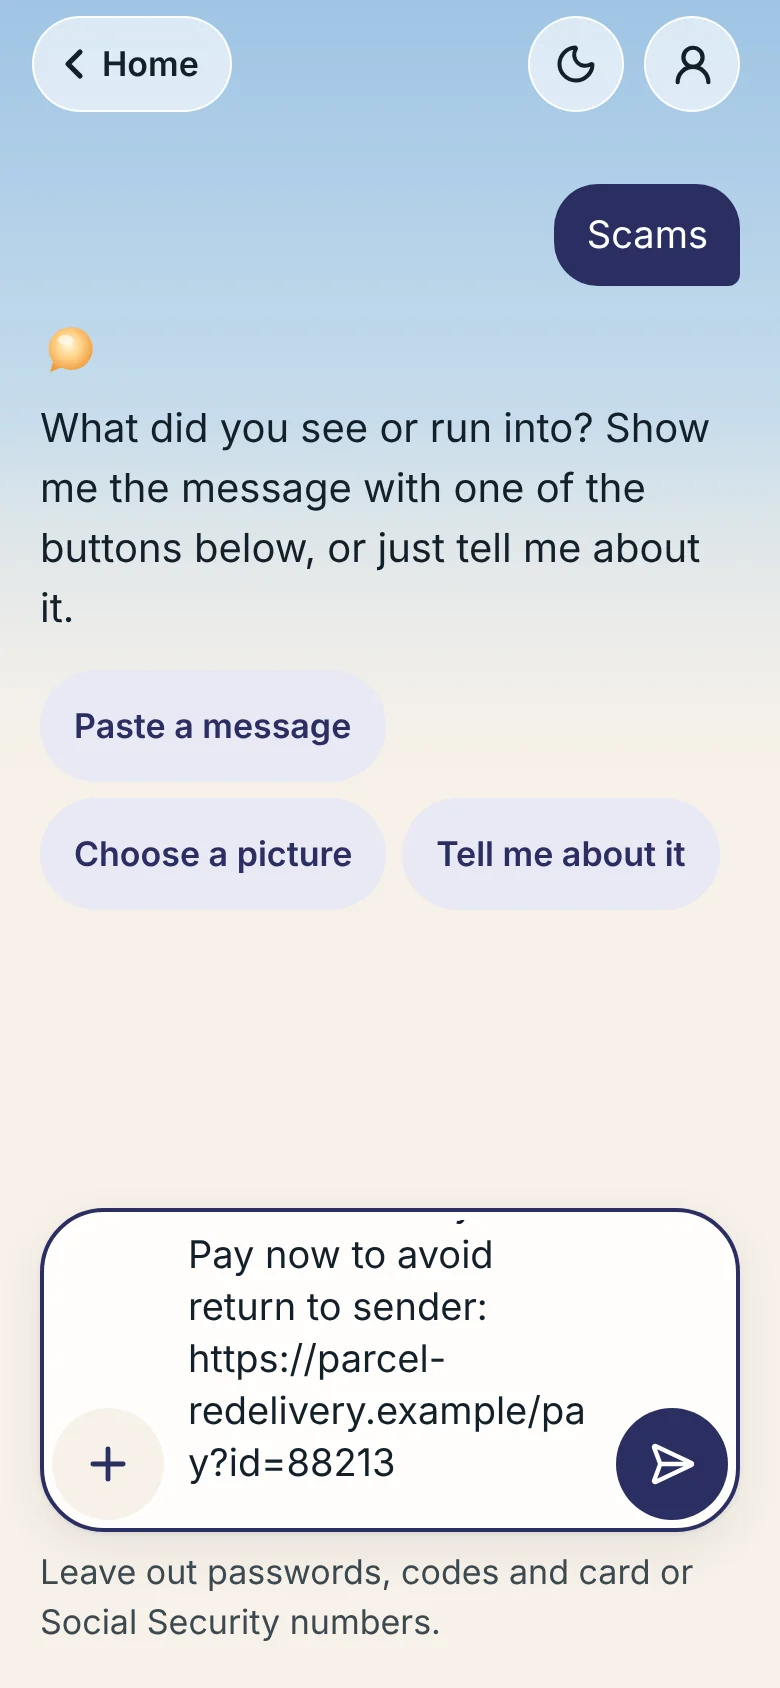 Home
Scams
What did you see or run into? Show
me the message with one of the
buttons below, or just tell me about
it.
Paste a message
Choose a picture
Tell me about it
Pay now to avoid
return to sender:
https://parcel-
redelivery.example/pa
y?id=88213
Leave out passwords, codes and card or
Social Security numbers.